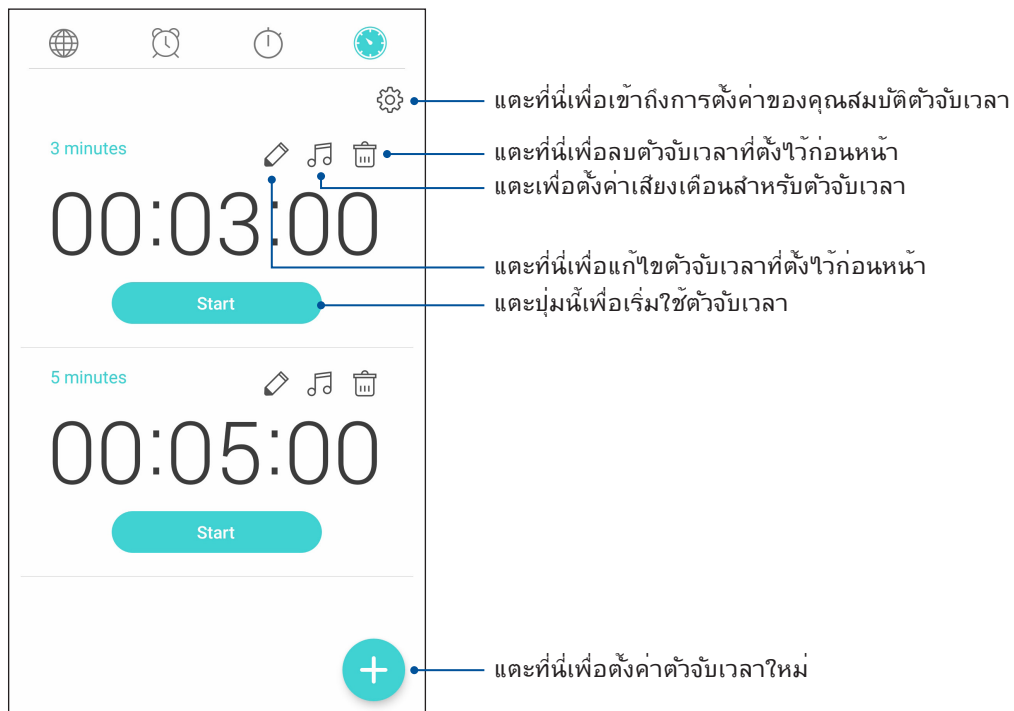 แตะที่นี่เพื่อเข้าถึงการตั้งค่าของคุณสมบัติตัวจับเวลา
3 minutes
แตะที่นี่เพื่อลบตัวจับเวลาที่ตั้งไว้ก่อนหน้า
แตะเพื่อตั้งค่าเสียงเตือนสำหรับตัวจับเวลา
00:03:00
แตะที่นี่เพื่อแก้ไขตัวจับเวลาที่ตั้งไว้ก่อนหน้า
Start
แตะปุ่มนี้เพื่อเริ่มใช้ตัวจับเวลา
5 minutes
00:05:00
Start
แตะที่นี่เพื่อตั้งค่าตัวจับเวลาใหม่